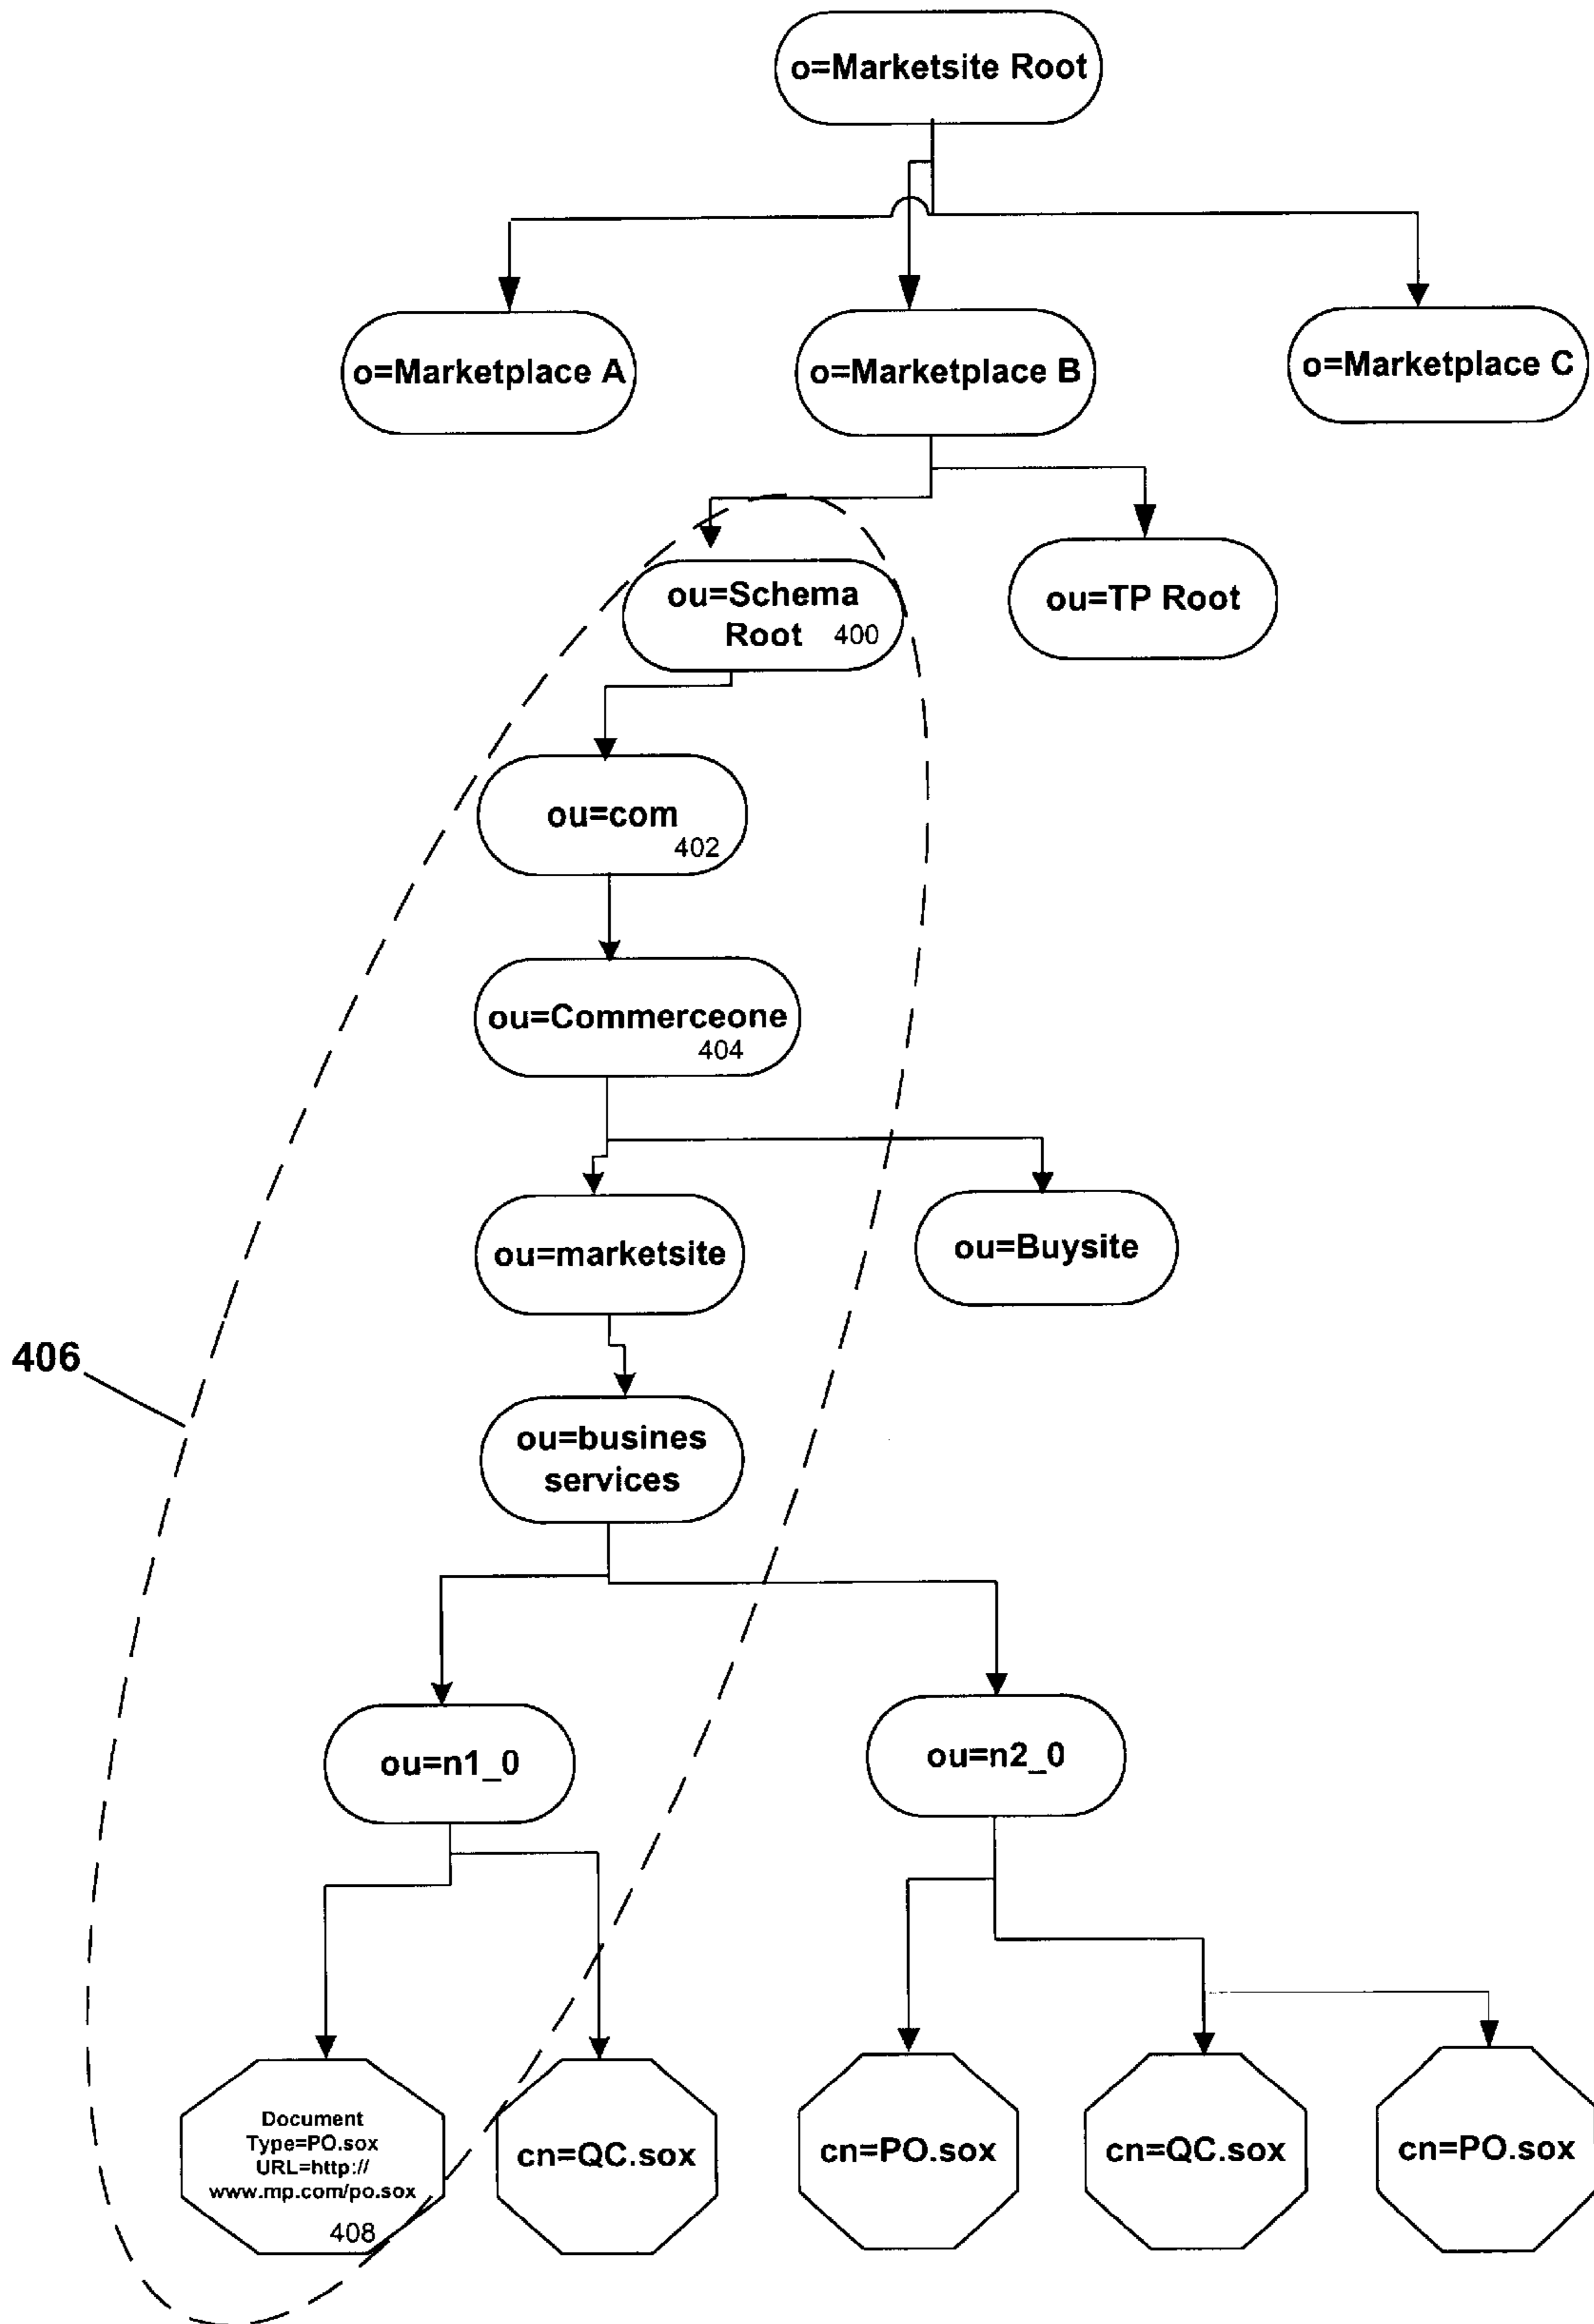 o=Marketsite Root
o=Marketplace A
o=Marketplace B
o=Marketplace C
ou=Schema
Root 400
ou=TP Root
ou=com
402
ou=Commerceone
404
ou=marketsite
ou=Buysite
406
ou=busines
services
ou=n1_0
ou=n2_0
Document
Type=PO.sox
URL=http://
www.mp.com/po.sox
408
cn=QC.sox
cn=PO.sox
cn=QC.sox
cn=PO.sox